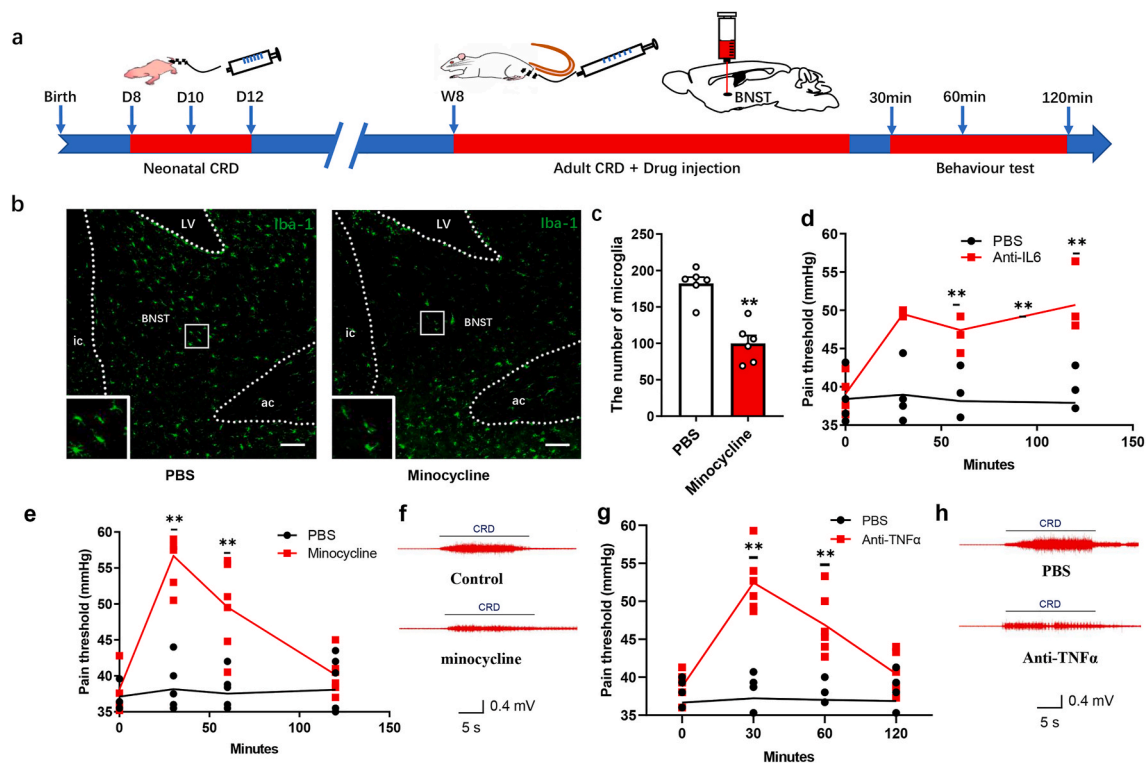 a
BNST
Birth
D8
D10
D12
W8
30min
60min
120min
Neonatal CRD
Adult CRD + Drug injection
Behaviour test
b
LV
Iba-1
BNST
ic
ac
PBS
LV
Iba-1
BNST
ic
ac
Minocycline
c
The number of microglia
250
200
150
100
50
0
**
PBS
Minocycline
d
PBS
Anti-IL6
Pain threshold (mmHg)
60
55
50
45
40
35
**
**
**
0
50
100
150
Minutes
e
PBS
Minocycline
Pain threshold (mmHg)
60
55
50
45
40
35
**
**
0
50
100
150
Minutes
f
CRD
Control
CRD
minocycline
0.4 mV
5 s
g
PBS
Anti-TNFα
Pain threshold (mmHg)
60
55
50
45
40
35
**
**
0
30
60
120
Minutes
h
CRD
PBS
CRD
Anti-TNFα
0.4 mV
5 s